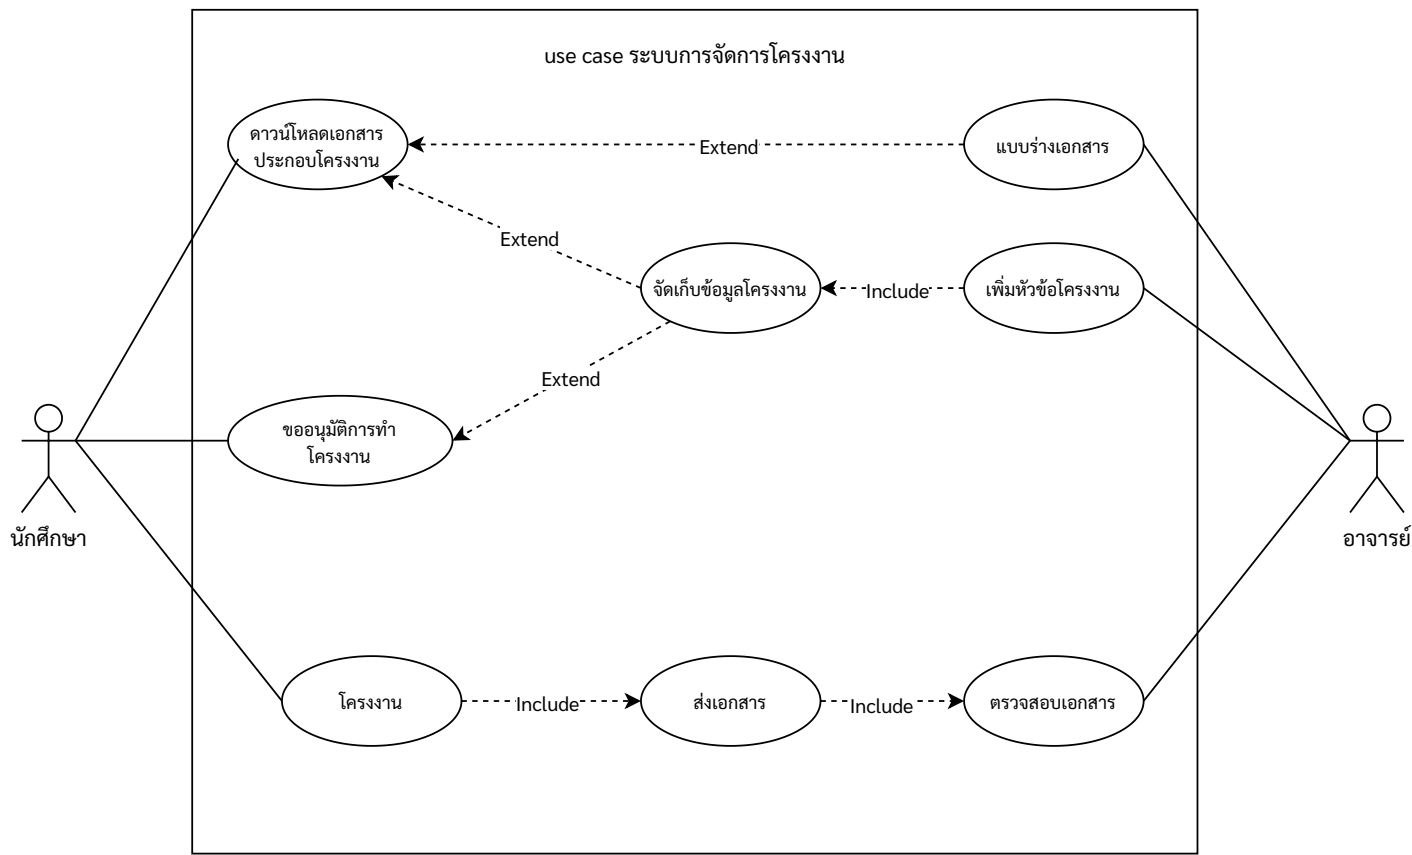 use case ระบบการจัดการโครงงาน
ดาวน์โหลดเอกสาร
ประกอบโครงงาน
Extend
แบบร่างเอกสาร
Extend
จัดเก็บข้อมูลโครงงาน
Include
เพิ่มหัวข้อโครงงาน
Extend
ขออนุมัติการทำ
โครงงาน
นักศึกษา
อาจารย์
โครงงาน
Include
ส่งเอกสาร
Include
ตรวจสอบเอกสาร